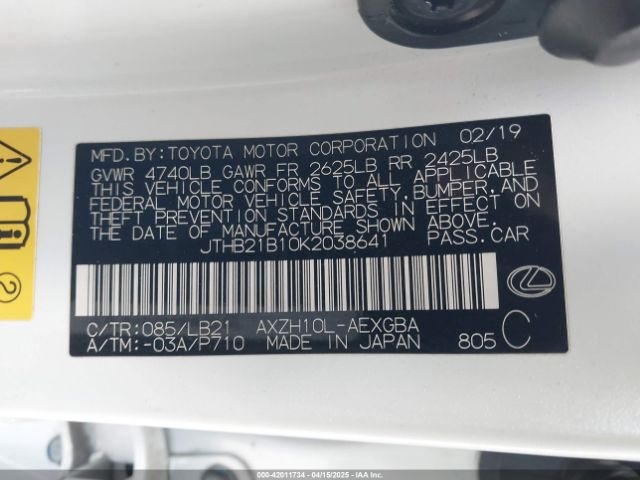 MFD.BY:TOYOTA MOTOR CORPORATION 02/19
GVWR 4740LB GAWR FR 2625LB RR 2425LB
THIS VEHICLE CONFORMS TO ALL APPLICABLE
FEDERAL MOTOR VEHICLE SAFETY,BUMPER,AND
THEFT PREVENTION STANDARDS IN EFFECT ON
THE DATE OF MANUFACTURE SHOWN ABOVE.
JTHB21B10K2038641 PASS.CAR
C/TR:085/LB21 AXZH10L-AEXGBA
A/TM:-03A/P710 MADE IN JAPAN 805 C
2
000-42011734 - 04/15/2025 - IAAI.COM